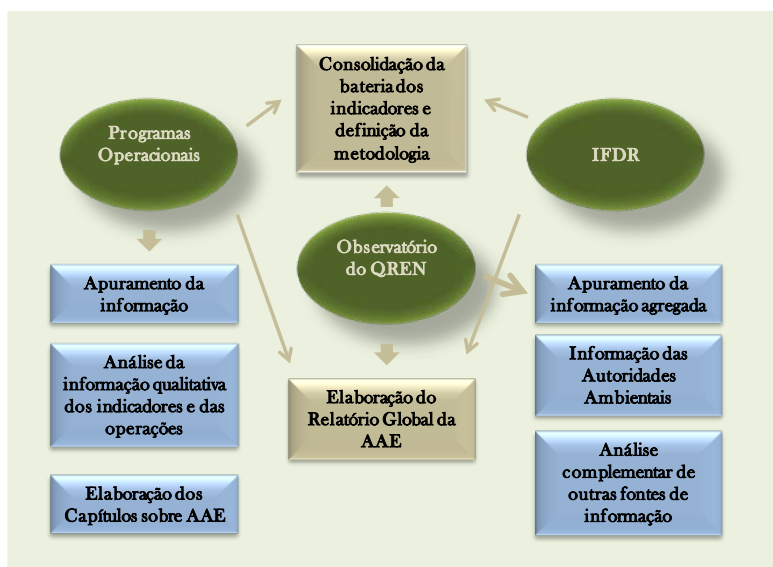 Consolidação da
bateria dos
indicadores e
definição da
metodologia
Programas
Operacionais
IFDR
Observatório
do QREN
Apuramento da
informação
Análise da
informação qualitativa
dos indicadores e das
operações
Elaboração dos
Capítulos sobre AAE
Elaboração do
Relatório Global da
AAE
Apuramento da
informação agregada
Informação das
Autoridades
Ambientais
Análise
complementar de
outras fontes de
informação